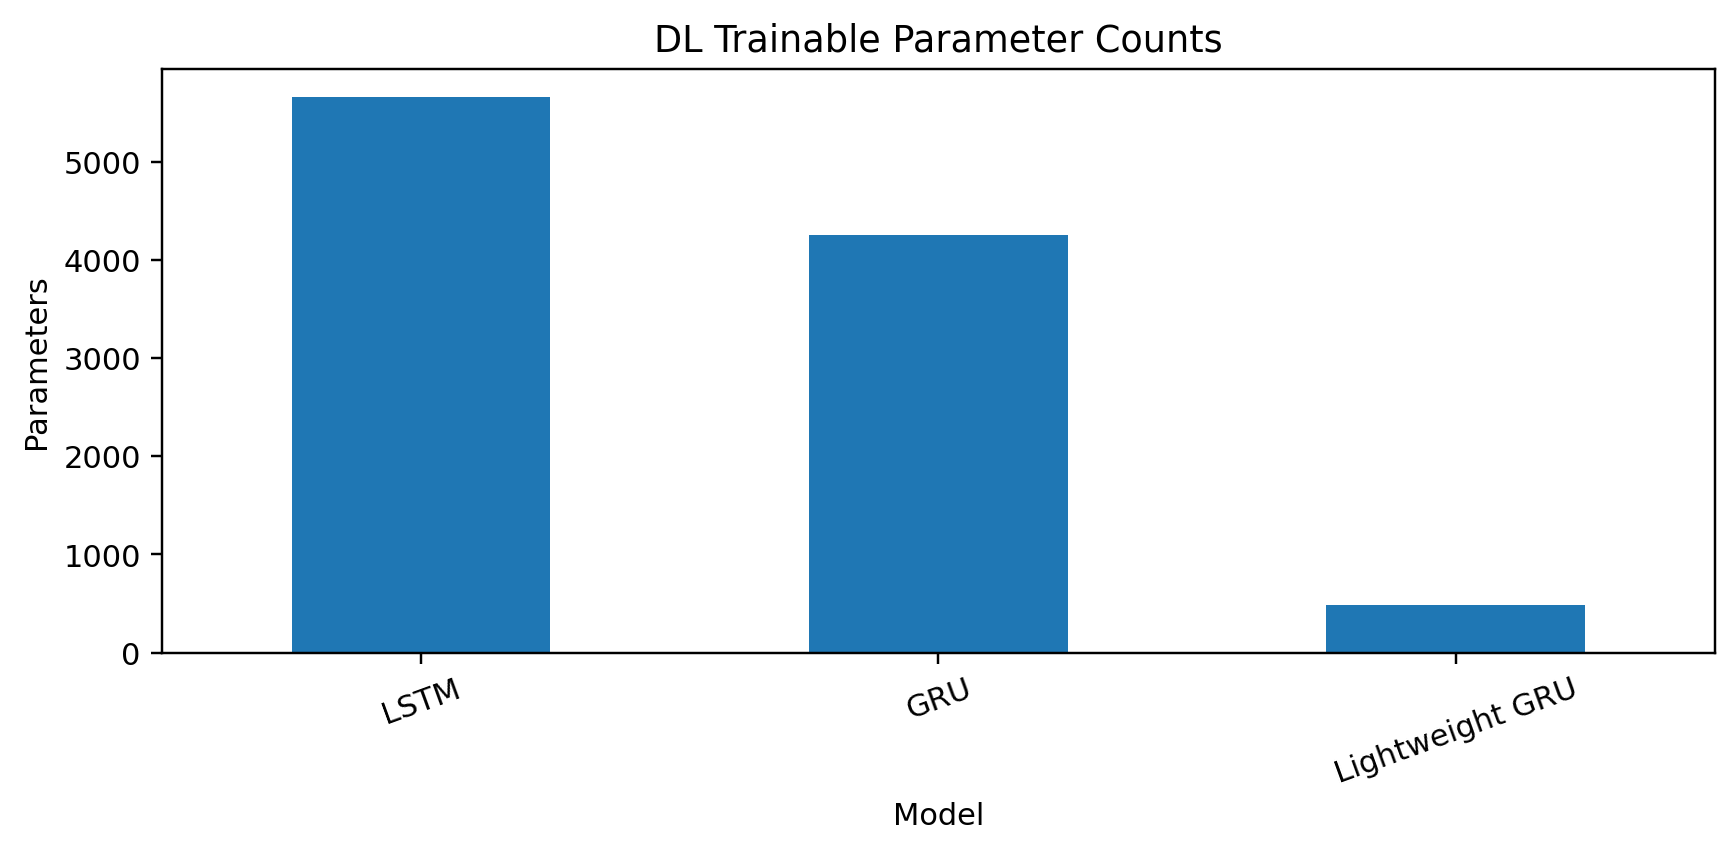 DL Trainable Parameter Counts
Parameters
5000
4000
3000
2000
1000
0
LSTM
GRU
Lightweight GRU
Model